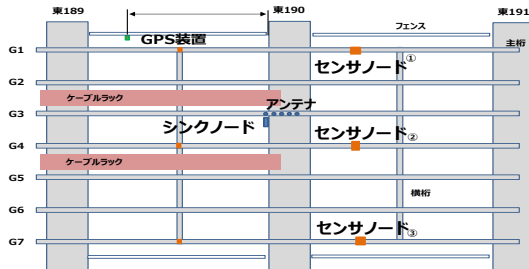 東189
東190
東191
フェンス
GPS装置
G1
主桁
センサノード①
G2
ケーブルラック
アンテナ
G3
シンクノード
G4
センサノード②
ケーブルラック
G5
横桁
G6
センサノード③
G7